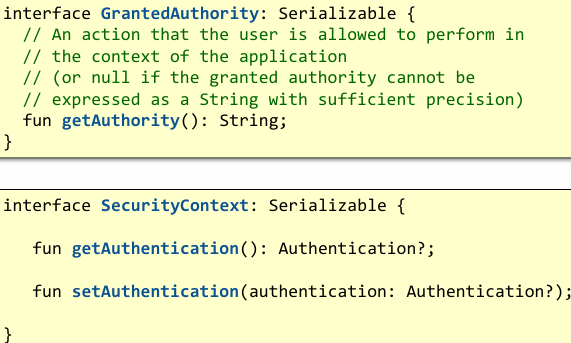 interface GrantedAuthority: Serializable {
// An action that the user is allowed to perform in
// the context of the application
// (or null if the granted authority cannot be
// expressed as a String with sufficient precision)
fun getAuthority(): String;
}
interface SecurityContext: Serializable {
fun getAuthentication(): Authentication?;
fun setAuthentication(authentication: Authentication?);
}